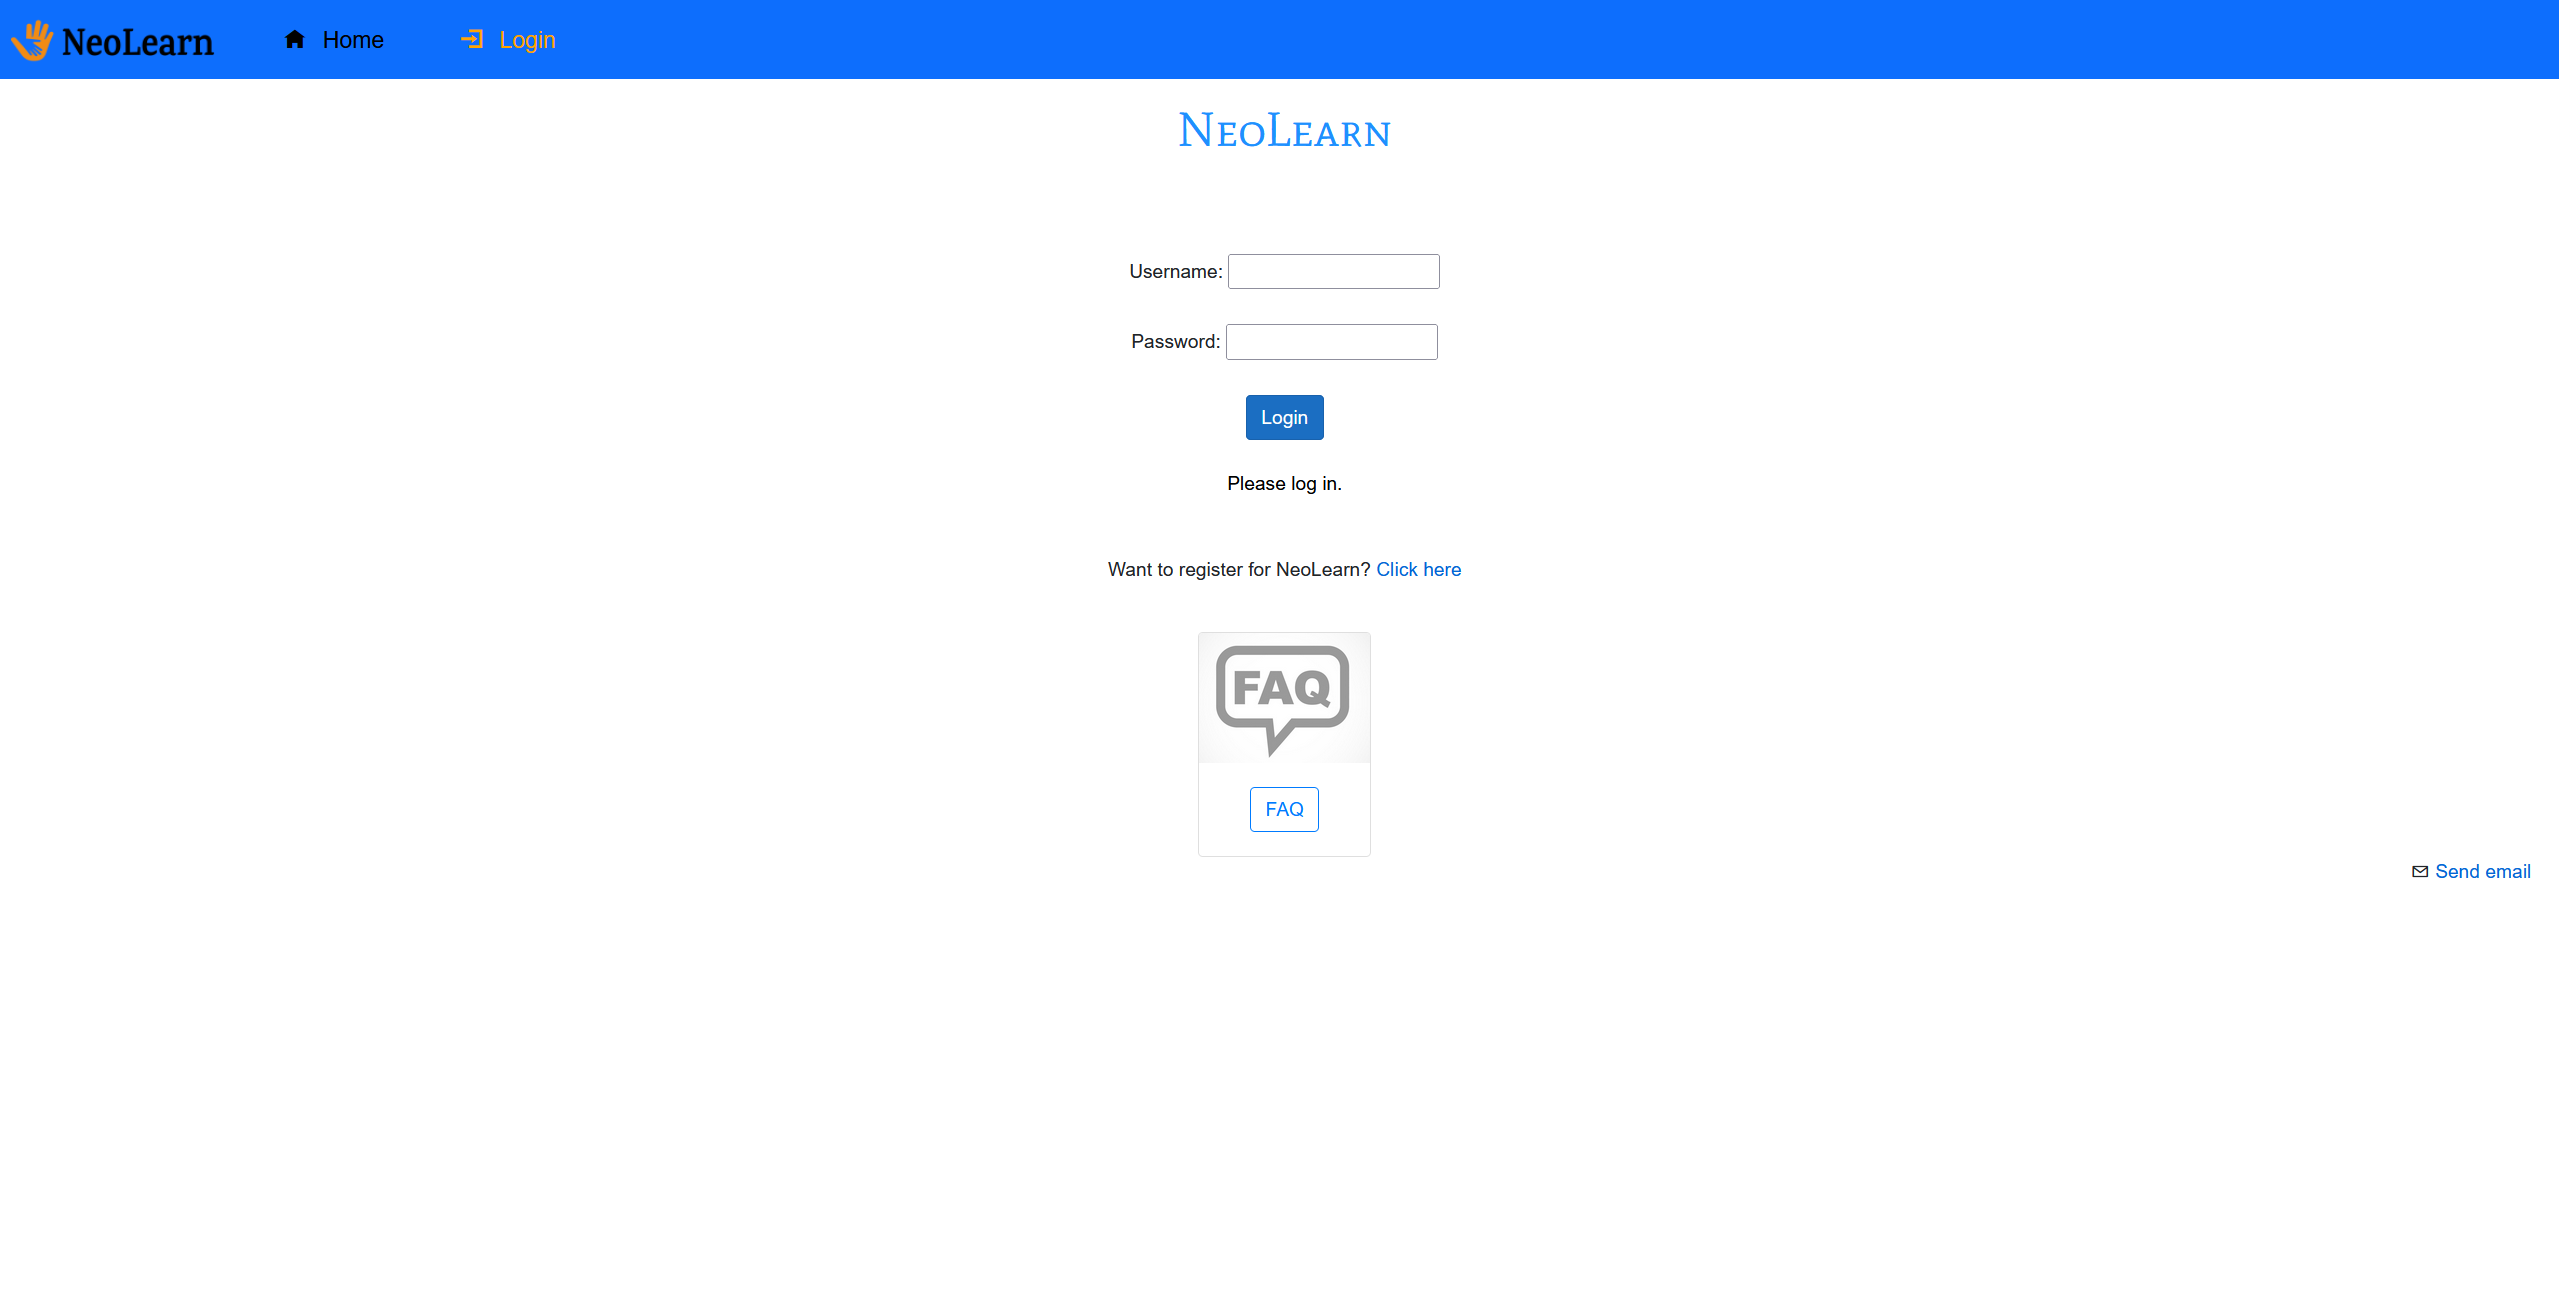 NeoLearn
Home
Login
NeoLearn
Username:
Password:
Login
Please log in.
Want to register for NeoLearn? Click here
FAQ
FAQ
Send email